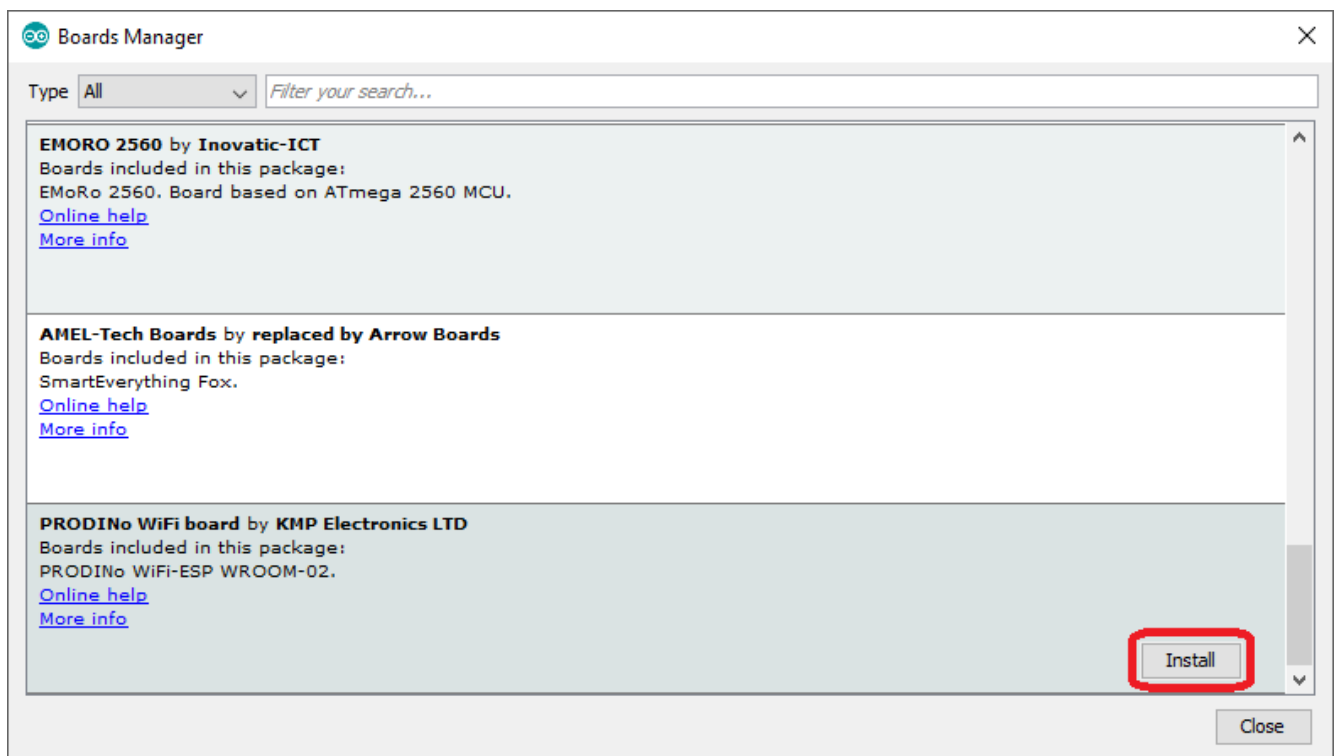 Boards Manager
Type All Filter your search...
EMORO 2560 by Inovatic-ICT
Boards included in this package:
EMoRo 2560. Board based on ATmega 2560 MCU.
Online help
More info
AMEL-Tech Boards by replaced by Arrow Boards
Boards included in this package:
SmartEverything Fox.
Online help
More info
PRODINo WiFi board by KMP Electronics LTD
Boards included in this package:
PRODINo WiFi-ESP WROOM-02.
Online help
More info
Install
Close